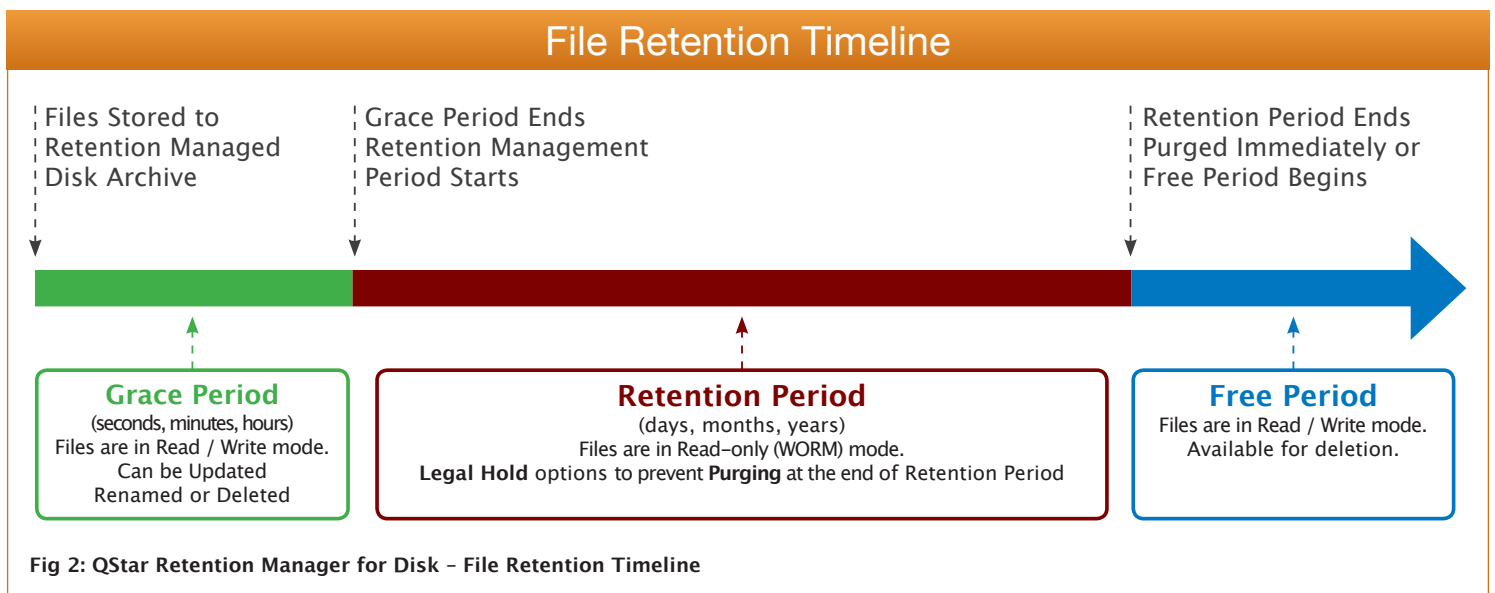 File Retention Timeline
Files Stored to
Retention Managed
Disk Archive
Grace Period Ends
Retention Management
Period Starts
Retention Period Ends
Purged Immediately or
Free Period Begins
Grace Period
(seconds, minutes, hours)
Files are in Read / Write mode.
Can be Updated
Renamed or Deleted
Retention Period
(days, months, years)
Files are in Read-only (WORM) mode.
Legal Hold options to prevent Purging at the end of Retention Period
Free Period
Files are in Read / Write mode.
Available for deletion.
Fig 2: QStar Retention Manager for Disk – File Retention Timeline